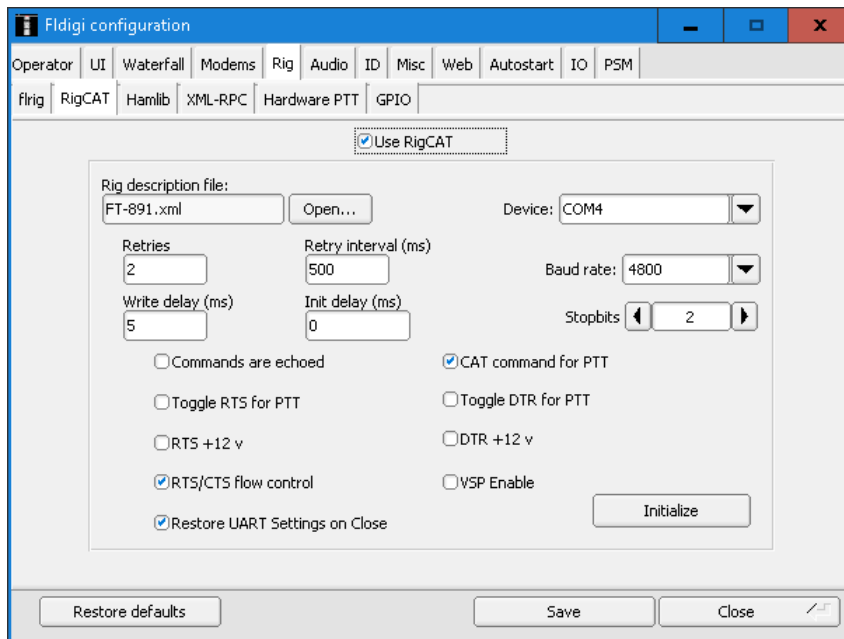 Fldigi configuration
Operator UI Waterfall Modems Rig Audio ID Misc Web Autostart IO PSM
flrig RigCAT Hamlib XML-RPC Hardware PTT GPIO
Use RigCAT
Rig description file:
FT-891.xml Open... Device: COM4
Retries Retry interval (ms)
2 500 Baud rate: 4800
Write delay (ms) Init delay (ms)
5 0 Stopbits 2
Commands are echoed CAT command for PTT
Toggle RTS for PTT Toggle DTR for PTT
RTS +12 v DTR +12 v
RTS/CTS flow control VSP Enable
Restore UART Settings on Close Initialize
Restore defaults Save Close